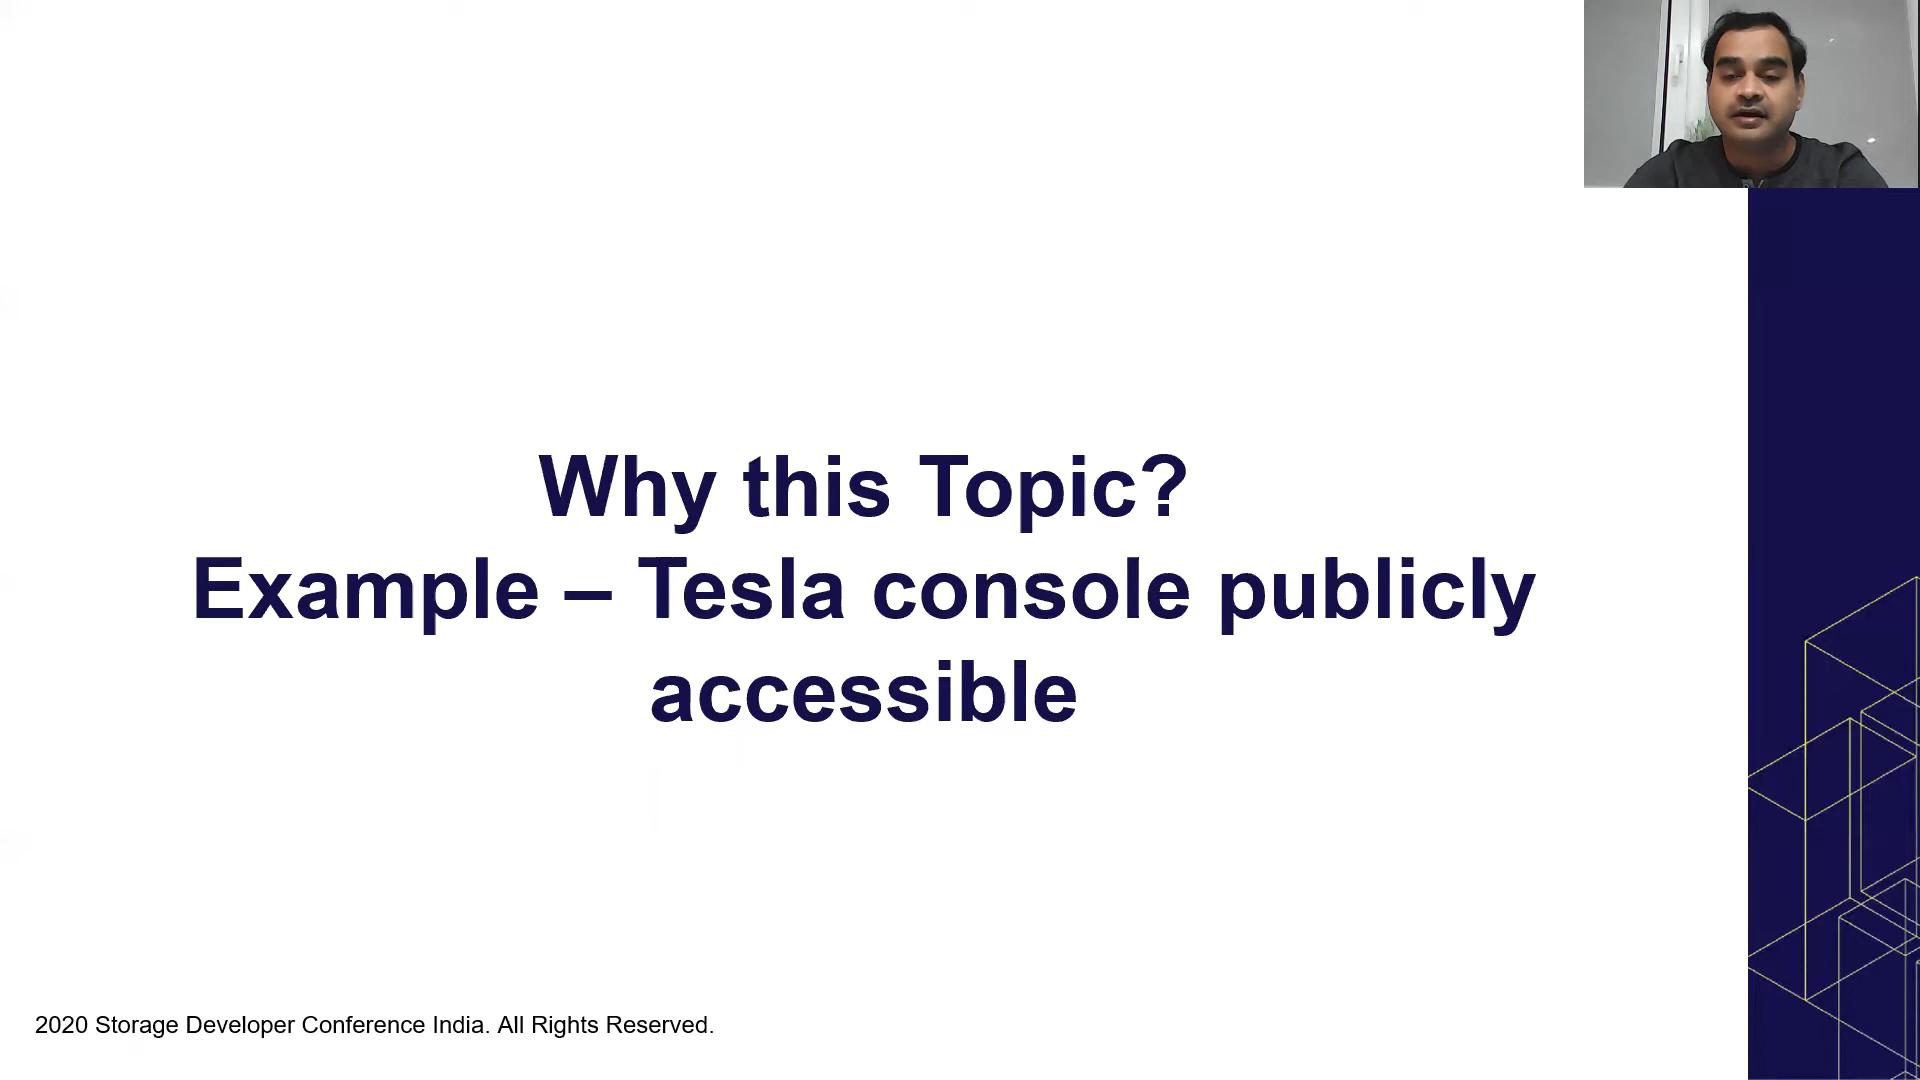 Why this Topic?
Example – Tesla console publicly
accessible
2020 Storage Developer Conference India. All Rights Reserved.